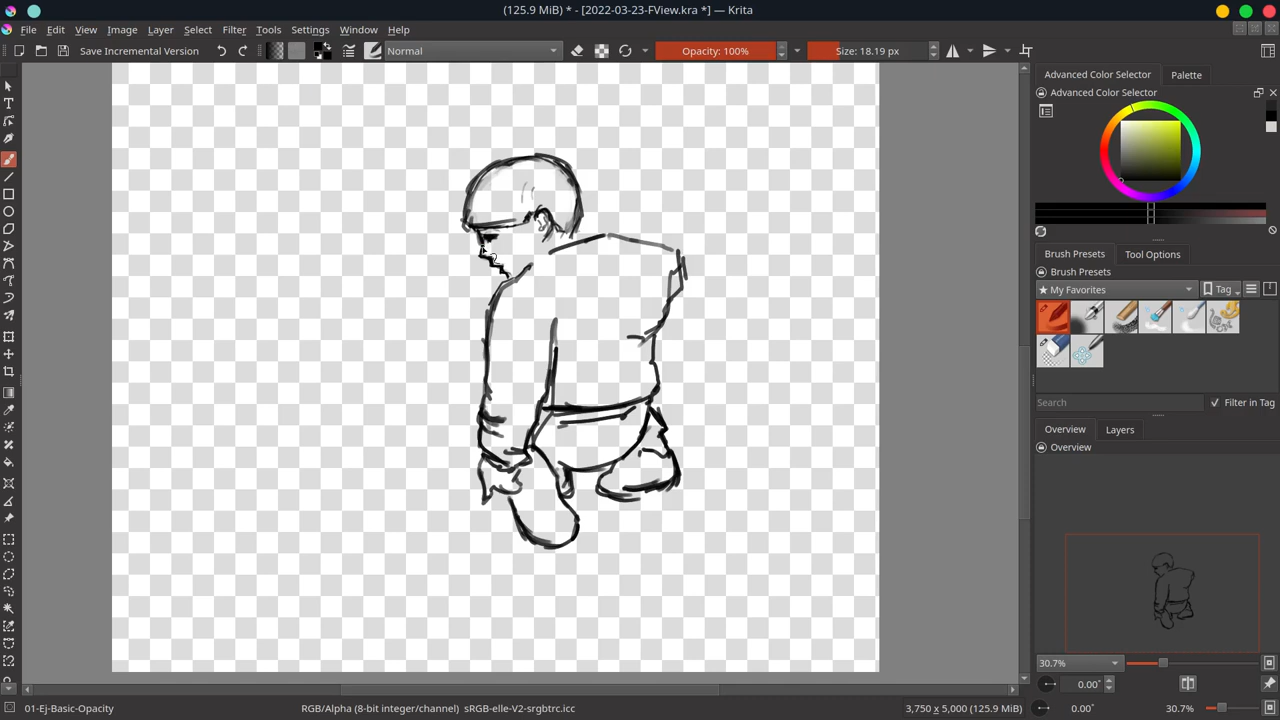 (125.9 MiB) * - [2022-03-23-FView.kra *] — Krita
File Edit View Image Layer Select Filter Tools Settings Window Help
Save Incremental Version Normal Opacity: 100% Size: 18.19 px
Advanced Color Selector Palette
Advanced Color Selector
Brush Presets Tool Options
Brush Presets
★ My Favorites Tag
Search Filter in Tag
Overview Layers
Overview
30.7%
0.00°
01-Ej-Basic-Opacity RGB/Alpha (8-bit integer/channel) sRGB-elle-V2-srgbtrc.icc 3,750 x 5,000 (125.9 MiB) 0.00° 30.7%